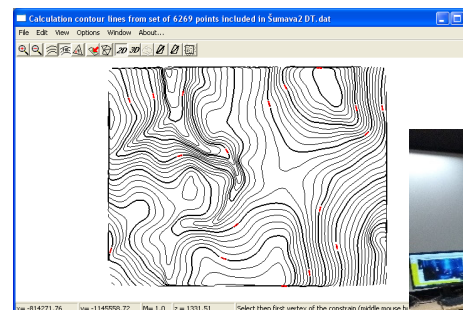 Calculation contour lines from set of 6269 points included in Šumava2 DT.dat
File Edit View Options Window About...
2D 3D
x= -814271.76 y= -1145558.72 M= 1.0 z = 1331.51 Select then first vertex of the constrain (middle mouse b